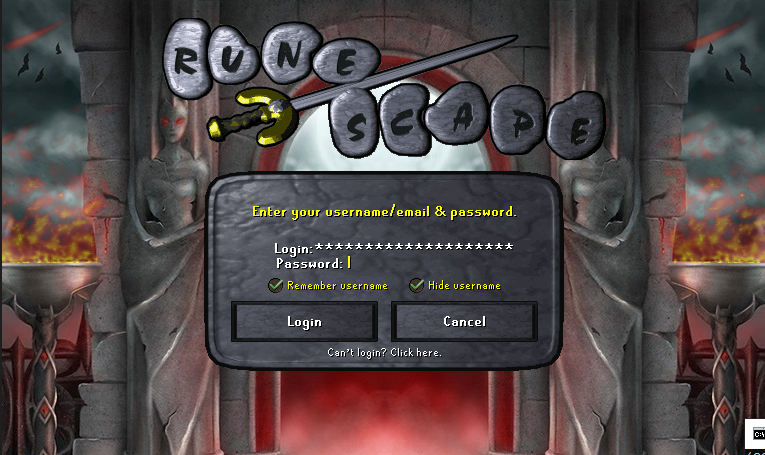 RUNE
SCAPE
Enter your username/email & password.
Login: ********************
Password:
Remember username
Hide username
Login
Cancel
Can't login? Click here.
C:\